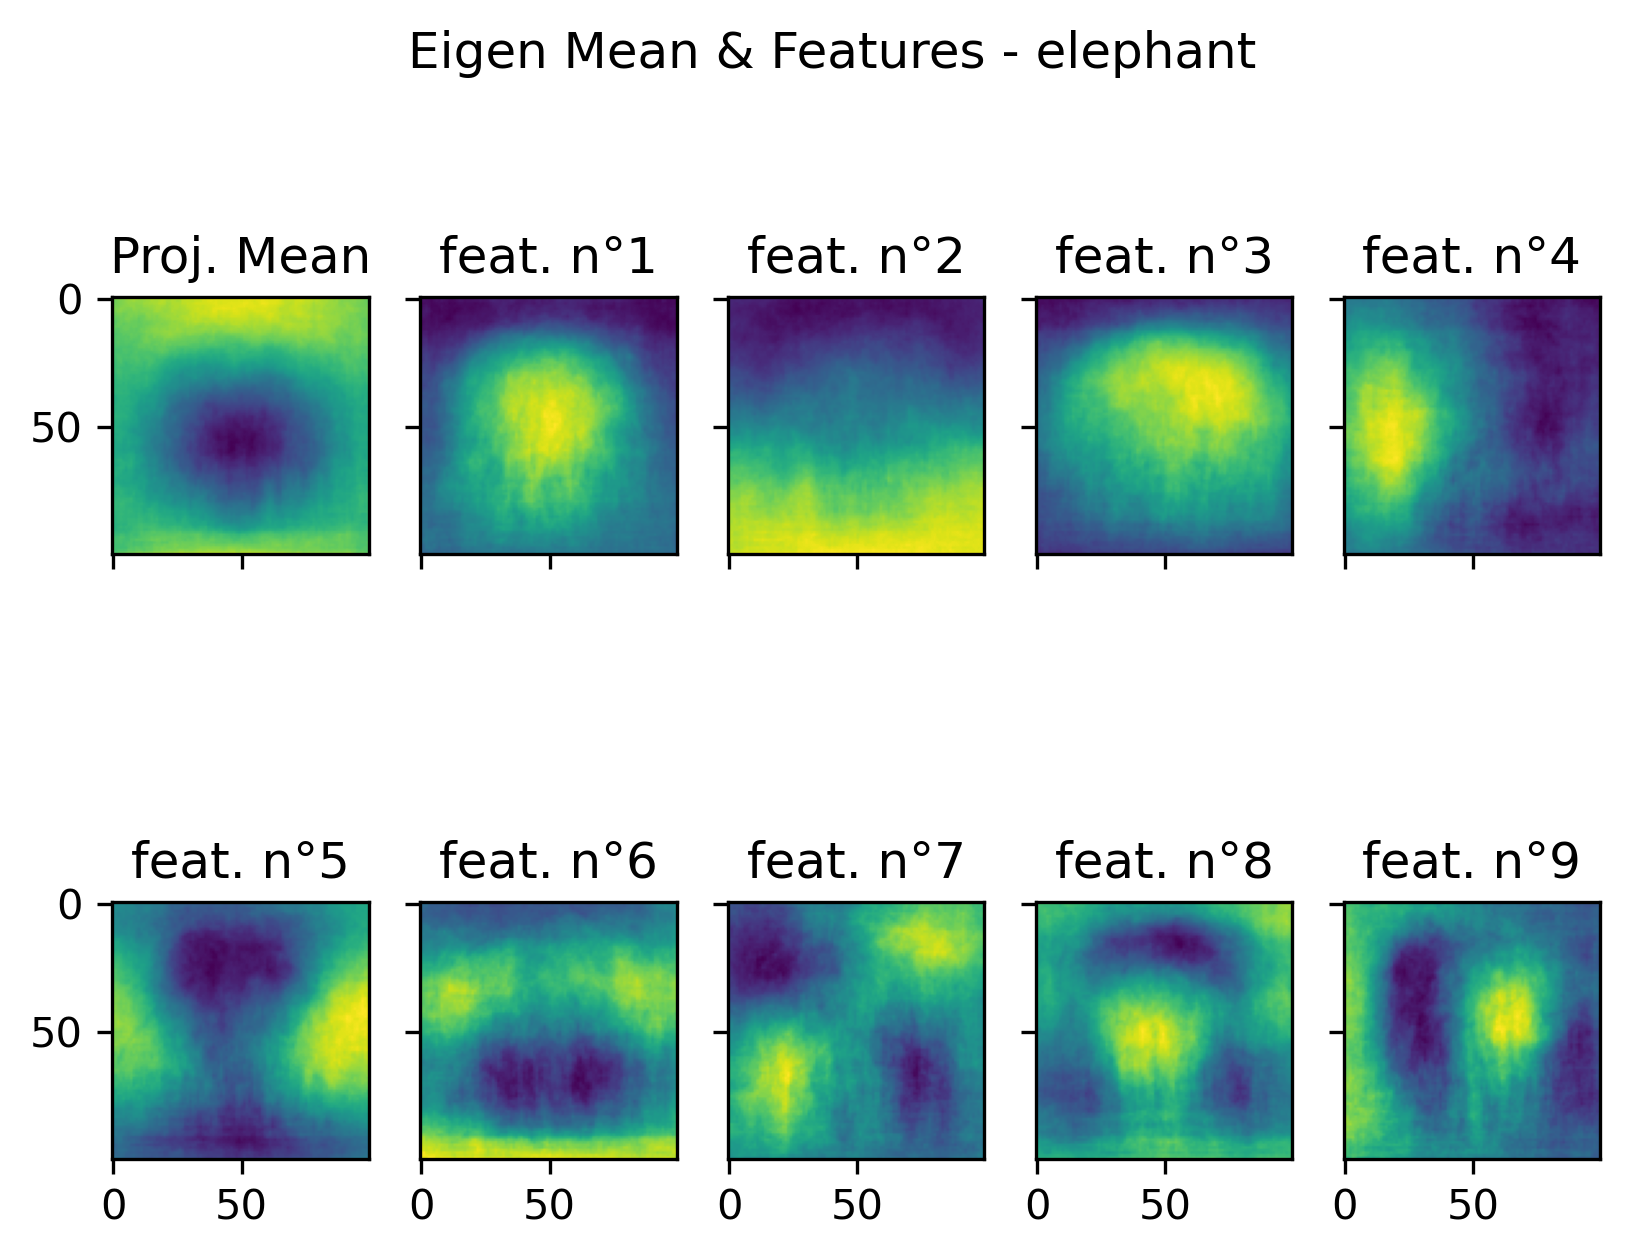 Eigen Mean & Features - elephant
Proj. Mean feat. n°1 feat. n°2 feat. n°3 feat. n°4
0
50
feat. n°5 feat. n°6 feat. n°7 feat. n°8 feat. n°9
0
50
0 50 0 50 0 50 0 50 0 50